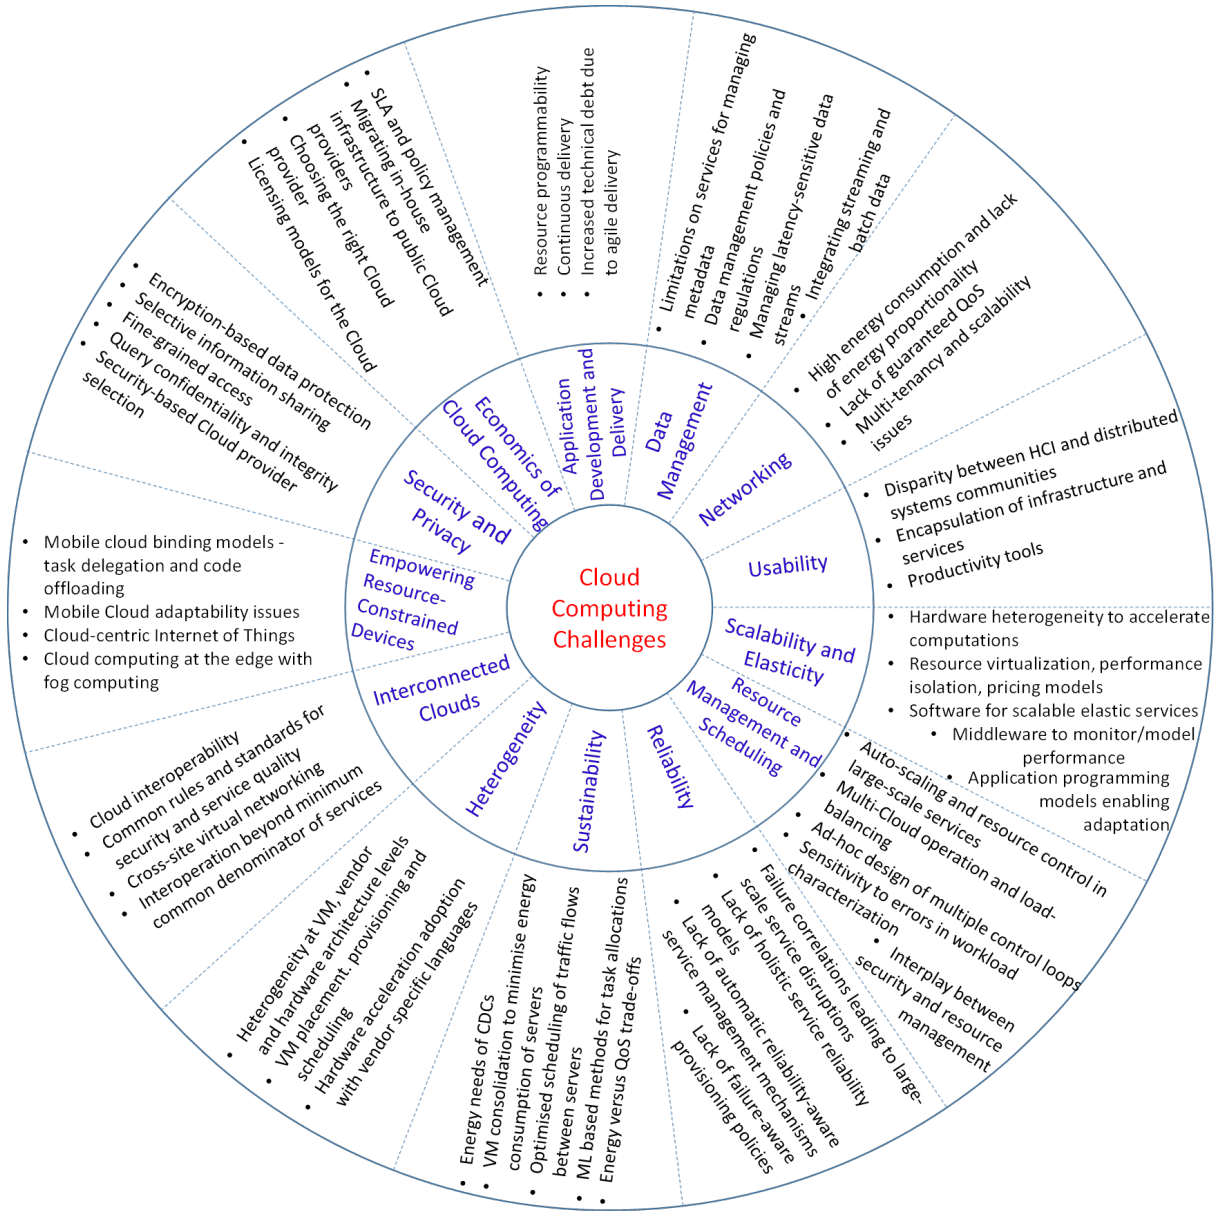 Cloud
Computing
Challenges
Application
Development and
Delivery
Resource programmability
Continuous delivery
Increased technical debt due
to agile delivery
Data
Management
Limitations on services for managing
metadata
Data management policies and
regulations
Managing latency-sensitive data
streams
Integrating streaming and
batch data
Networking
High energy consumption and lack
of energy proportionality
Lack of guaranteed QoS
Multi-tenancy and scalability
issues
Usability
Disparity between HCI and distributed
systems communities
Encapsulation of infrastructure and
services
Productivity tools
Scalability and
Elasticity
Hardware heterogeneity to accelerate
computations
Resource virtualization, performance
isolation, pricing models
Software for scalable elastic services
Middleware to monitor/model
performance
Application programming
models enabling
adaptation
Resource
Management and
Scheduling
Auto-scaling and resource control in
large-scale services
Multi-Cloud operation and load-
balancing
Ad-hoc design of multiple control loops
Sensitivity to errors in workload
characterization
Interplay between
security and resource
management
Reliability
Failure correlations leading to large-
scale service disruptions
Lack of holistic service reliability
models
Lack of automatic reliability-aware
service management mechanisms
Lack of failure-aware
provisioning policies
Sustainability
Energy needs of CDCs
VM consolidation to minimise energy
consumption of servers
Optimised scheduling of traffic flows
between servers
ML based methods for task allocations
Energy versus QoS trade-offs
Heterogeneity
Heterogeneity at VM, vendor
and hardware architecture levels
VM placement. provisioning and
scheduling
Hardware acceleration adoption
with vendor specific languages
Interconnected
Clouds
Cloud interoperability
Common rules and standards for
security and service quality
Cross-site virtual networking
Interoperation beyond minimum
common denominator of services
Empowering
Resource-
Constrained
Devices
Mobile cloud binding models -
task delegation and code
offloading
Mobile Cloud adaptability issues
Cloud-centric Internet of Things
Cloud computing at the edge with
fog computing
Security and
Privacy
Encryption-based data protection
Selective information sharing
Fine-grained access
Query confidentiality and integrity
Security-based Cloud provider
selection
Economics of
Cloud Computing
SLA and policy management
Migrating in-house
infrastructure to public Cloud
providers
Choosing the right Cloud
provider
Licensing models for the Cloud